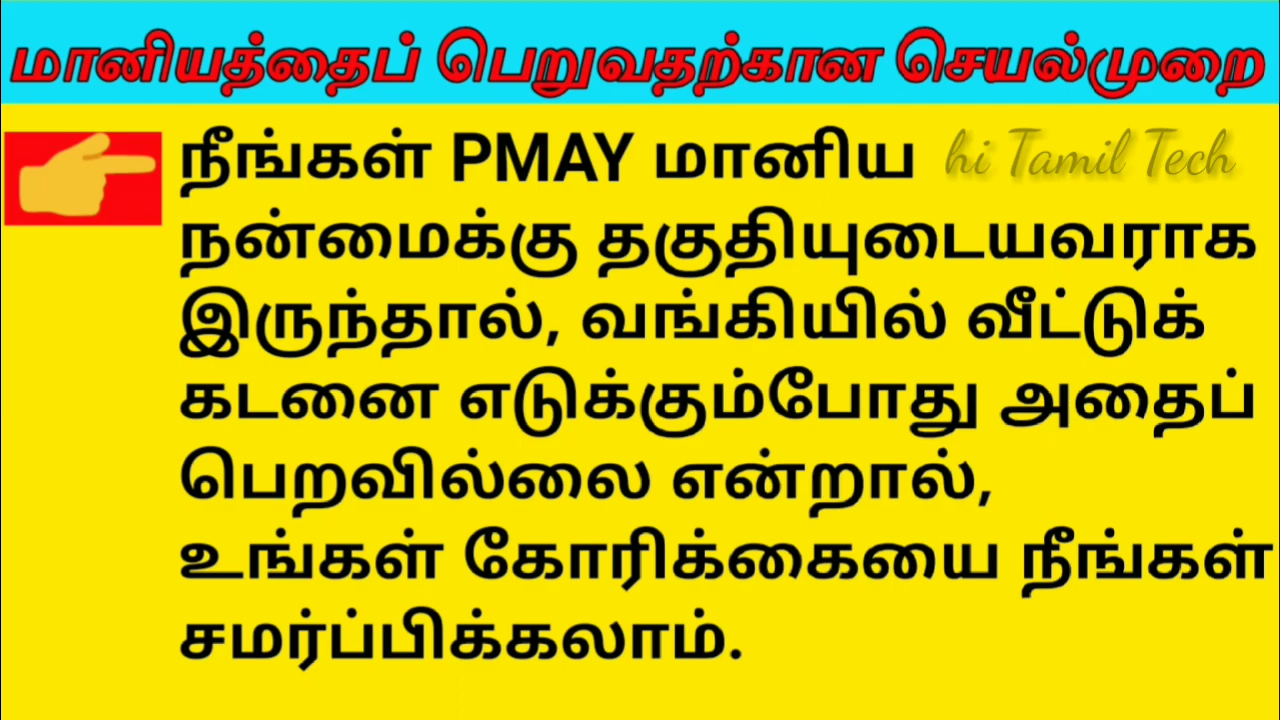 மானியத்தைப் பெறுவதற்கான செயல்முறை
நீங்கள் PMAY மானிய hi Tamil Tech
நன்மைக்கு தகுதியுடையவராக
இருந்தால், வங்கியில் வீட்டுக்
கடனை எடுக்கும்போது அதைப்
பெறவில்லை என்றால்,
உங்கள் கோரிக்கையை நீங்கள்
சமர்ப்பிக்கலாம்.